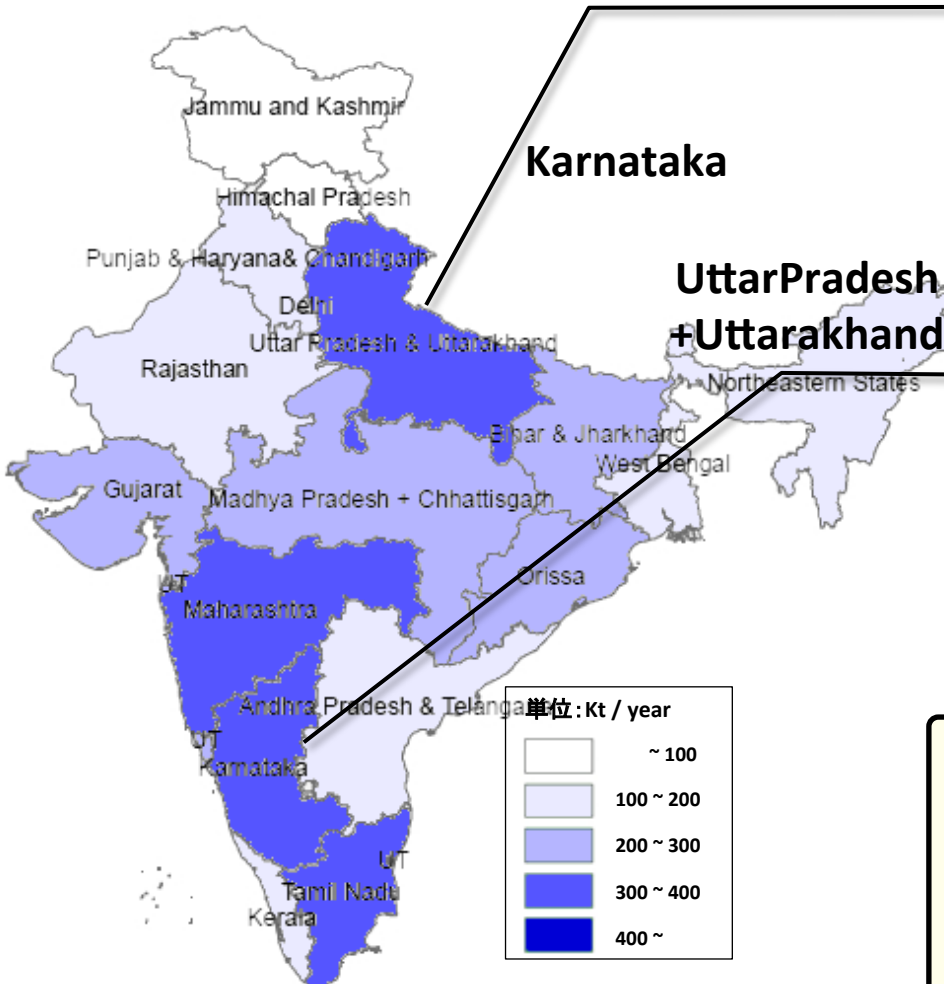 Jammu and Kashmir
Karnataka
Himachal Pradesh
Punjab & Haryana& Chandigarh
UttarPradesh
+Uttarakhand
Delhi
Uttar Pradesh & Uttarakhand
Rajasthan
Northeastern States
Bihar & Jharkhand
West Bengal
Gujarat
Madhya Pradesh + Chhattisgarh
Orissa
UT
Maharashtra
Andhra Pradesh & Telangana
単位:Kt / year
UT
Karnataka
~ 100
100 ~ 200
200 ~ 300
UT
Tamil Nadu
300 ~ 400
Kerala
400 ~